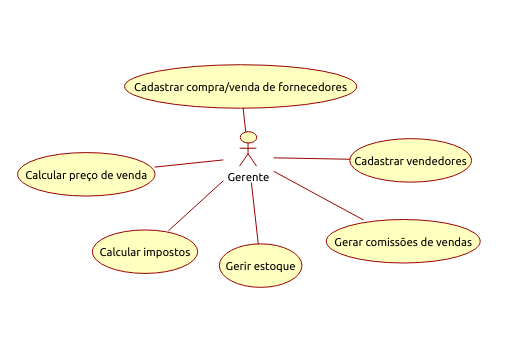 Cadastrar compra/venda de fornecedores
Cadastrar vendedores
Calcular preço de venda
Gerente
Gerar comissões de vendas
Calcular impostos
Gerir estoque